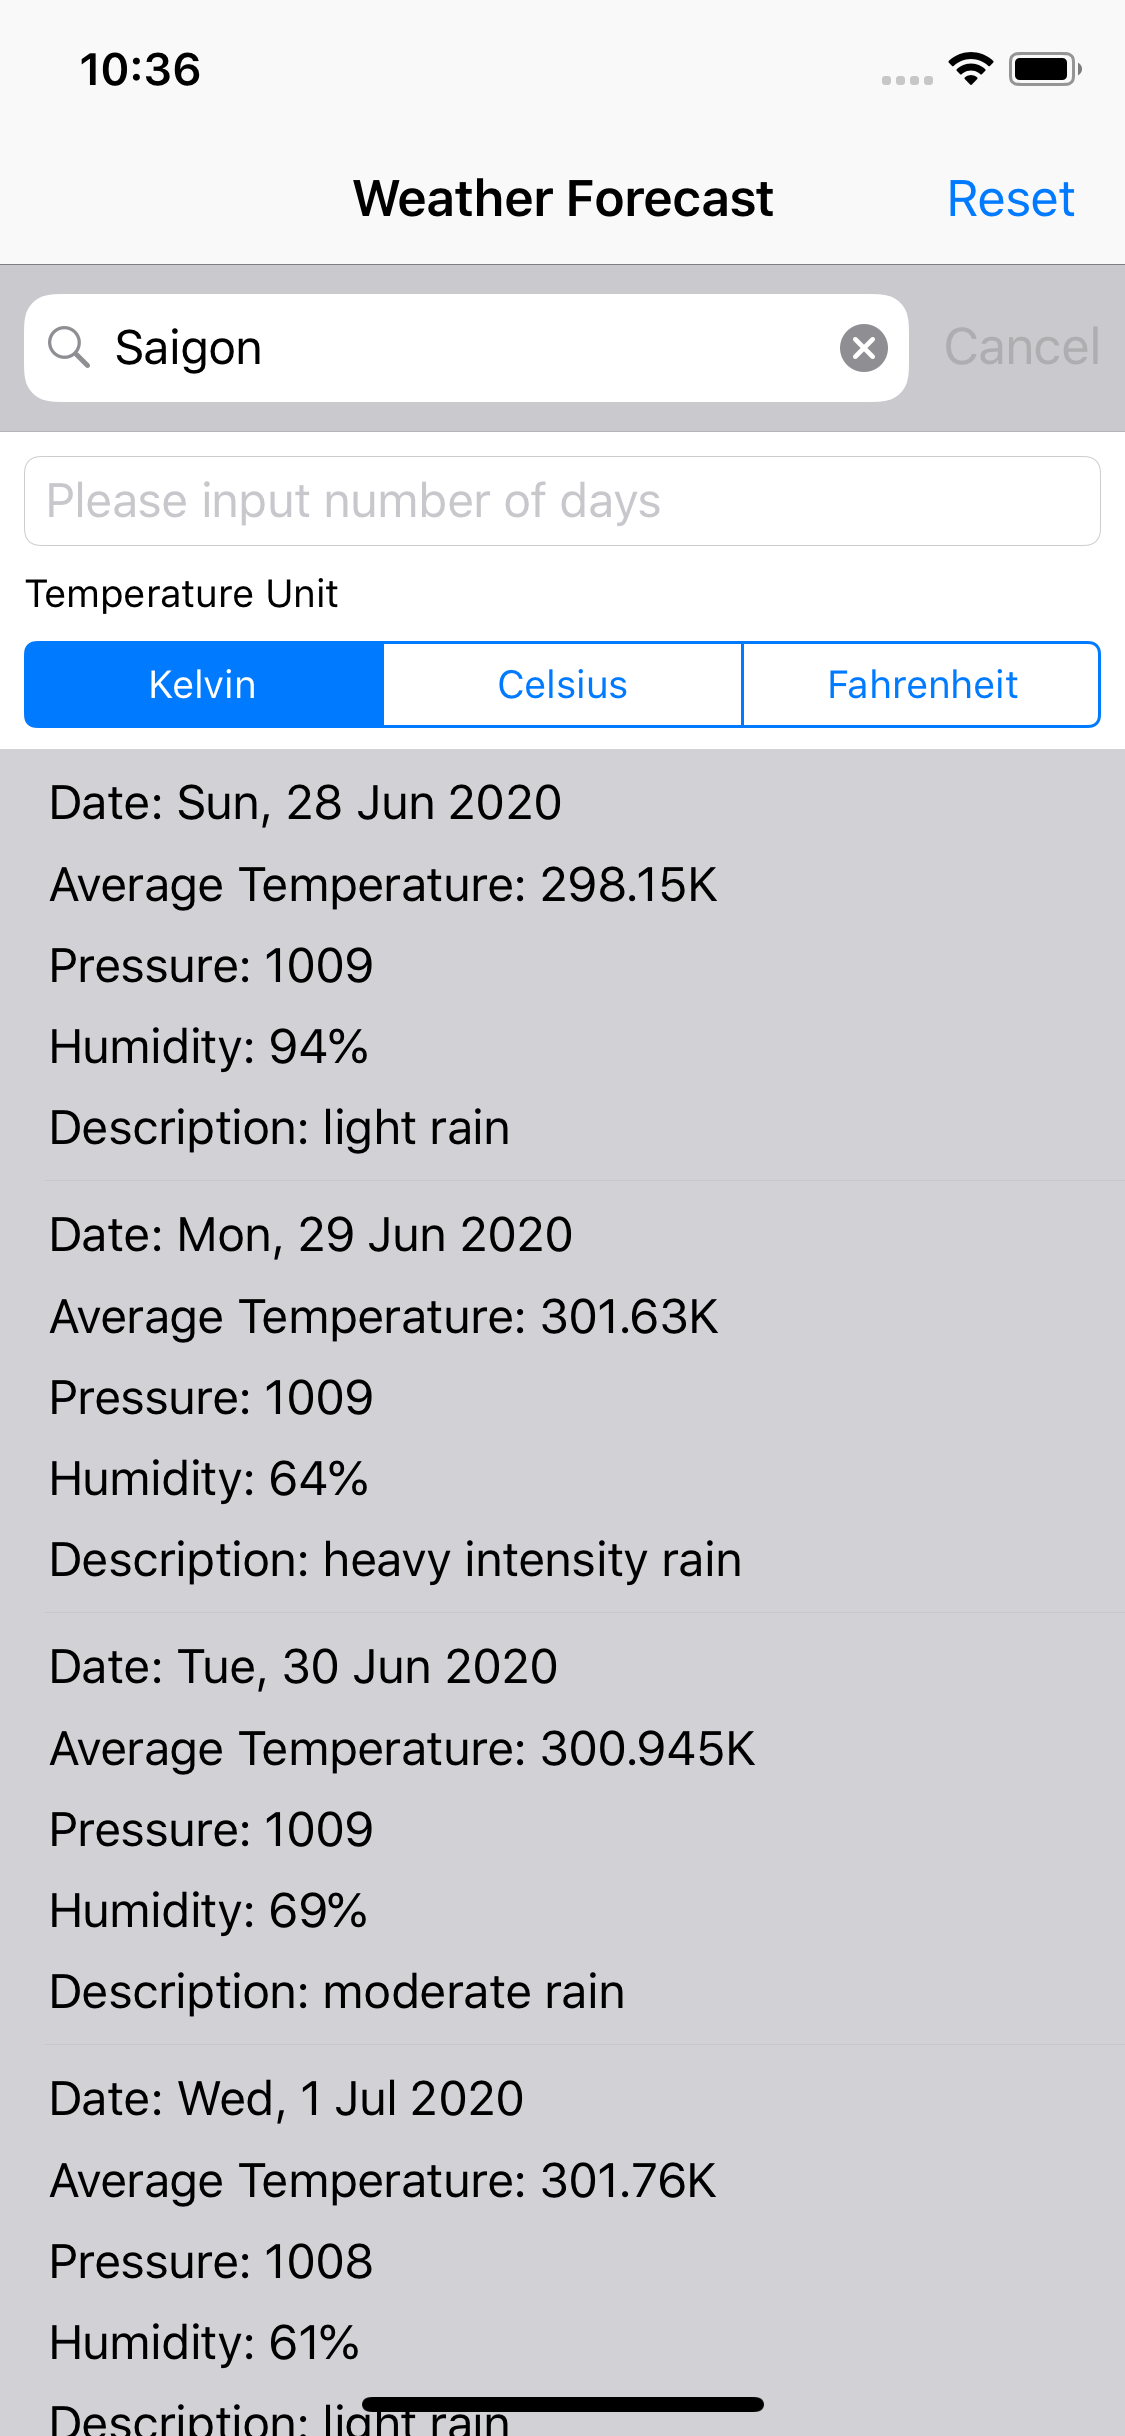 10:36
Weather Forecast
Reset
Saigon
Cancel
Please input number of days
Temperature Unit
Kelvin
Celsius
Fahrenheit
Date: Sun, 28 Jun 2020
Average Temperature: 298.15K
Pressure: 1009
Humidity: 94%
Description: light rain
Date: Mon, 29 Jun 2020
Average Temperature: 301.63K
Pressure: 1009
Humidity: 64%
Description: heavy intensity rain
Date: Tue, 30 Jun 2020
Average Temperature: 300.945K
Pressure: 1009
Humidity: 69%
Description: moderate rain
Date: Wed, 1 Jul 2020
Average Temperature: 301.76K
Pressure: 1008
Humidity: 61%
Description: light rain